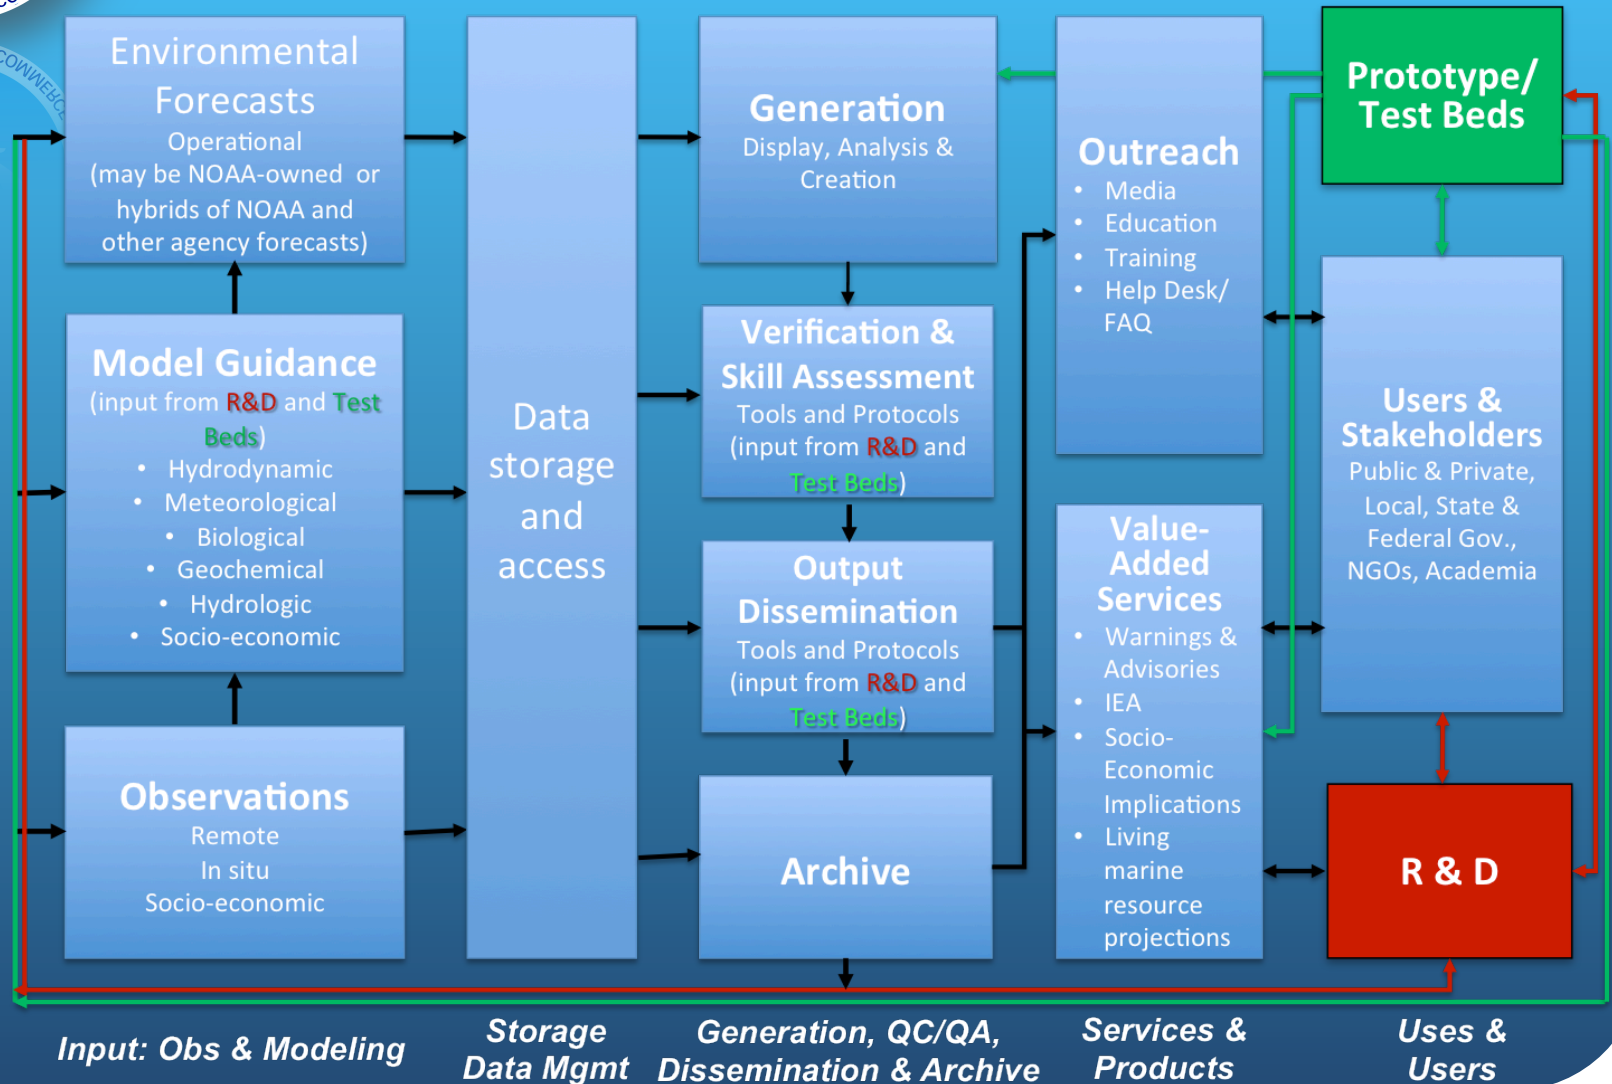 COMMERCE
Environmental
Forecasts
Operational
(may be NOAA-owned or
hybrids of NOAA and
other agency forecasts)
Model Guidance
(input from R&D and Test
Beds)
• Hydrodynamic
• Meteorological
• Biological
• Geochemical
• Hydrologic
• Socio-economic
Observations
Remote
In situ
Socio-economic
Data
storage
and
access
Generation
Display, Analysis &
Creation
Verification &
Skill Assessment
Tools and Protocols
(input from R&D and
Test Beds)
Output
Dissemination
Tools and Protocols
(input from R&D and
Test Beds)
Archive
Outreach
• Media
• Education
• Training
• Help Desk/
FAQ
Value-
Added
Services
• Warnings &
Advisories
• IEA
• Socio-
Economic
Implications
• Living
marine
resource
projections
Prototype/
Test Beds
Users &
Stakeholders
Public & Private,
Local, State &
Federal Gov.,
NGOs, Academia
R & D
Input: Obs & Modeling
Storage
Data Mgmt
Generation, QC/QA,
Dissemination & Archive
Services &
Products
Uses &
Users